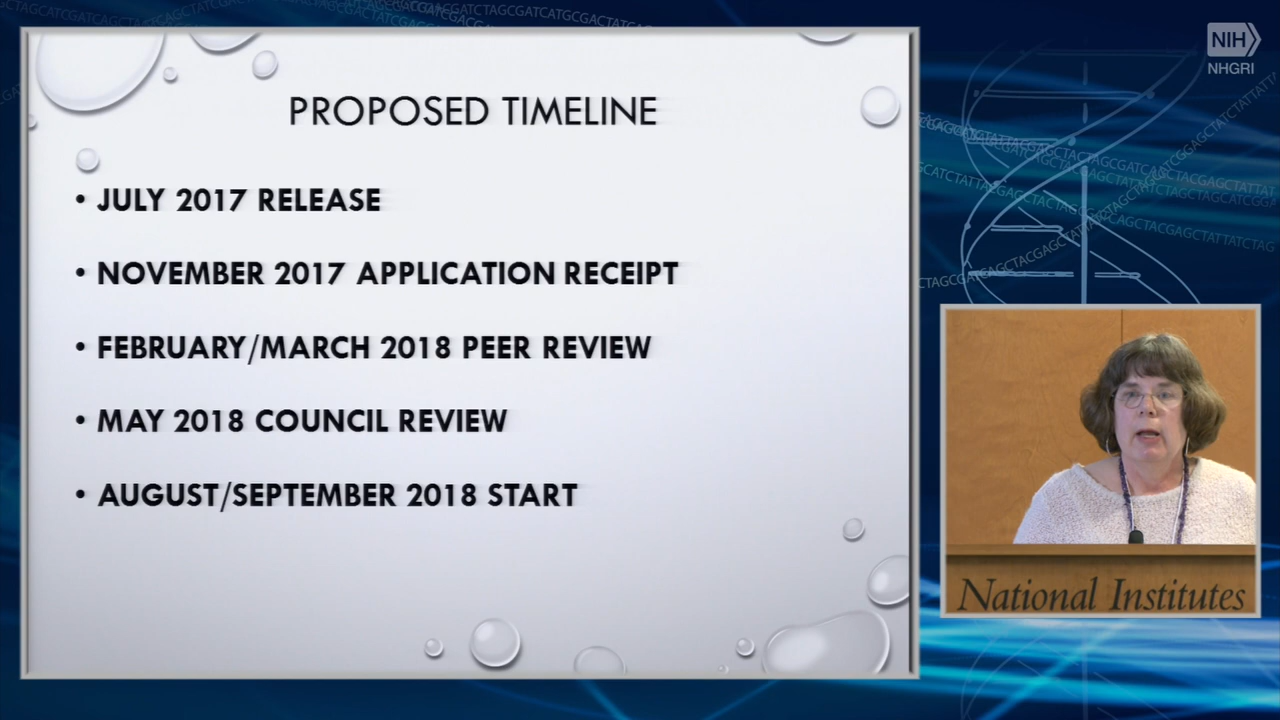 NIH
NHGRI
PROPOSED TIMELINE
• JULY 2017 RELEASE
• NOVEMBER 2017 APPLICATION RECEIPT
• FEBRUARY/MARCH 2018 PEER REVIEW
• MAY 2018 COUNCIL REVIEW
• AUGUST/SEPTEMBER 2018 START
National Institutes